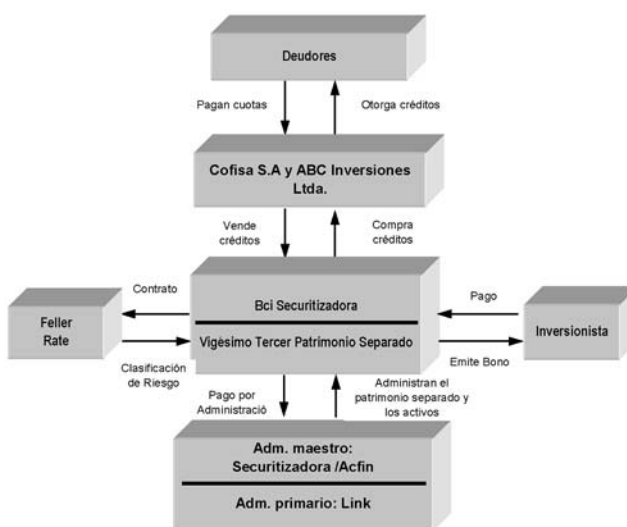 Deudores
Pagan cuotas
Otorga créditos
Cofisa S.A y ABC Inversiones
Ltda.
Vende
créditos
Compra
créditos
Contrato
Bci Securitizadora
Pago
Feller
Rate
Vigésimo Tercer Patrimonio Separado
Inversionista
Clasificación
de Riesgo
Emite Bono
Pago por
Administració
Administran el
patrimonio separado y
los activos
Adm. maestro:
Securitizadora /Acfin
Adm. primario: Link